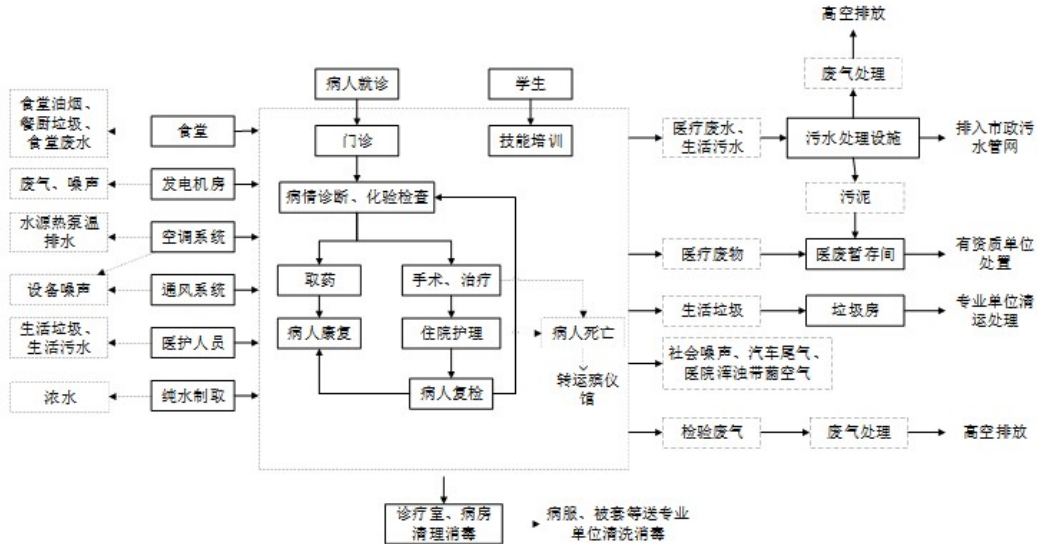 高空排放
废气处理
病人就诊
学生
食堂油烟、
餐厨垃圾、
食堂废水
食堂
门诊
技能培训
医疗废水、
生活污水
污水处理设施
排入市政污
水管网
废气、噪声
发电机房
病情诊断、化验检查
污泥
水源热泵温
排水
空调系统
取药
手术、治疗
医疗废物
医废暂存间
有资质单位
处置
设备噪声
通风系统
生活垃圾
垃圾房
专业单位清
运处理
生活垃圾、
生活污水
医护人员
病人康复
住院护理
病人死亡
社会噪声、汽车尾气、
医院浑浊带菌空气
转运殡仪
馆
浓水
纯水制取
病人复检
检验废气
废气处理
高空排放
诊疗室、病房
清理消毒
病服、被套等送专业
单位清洗消毒